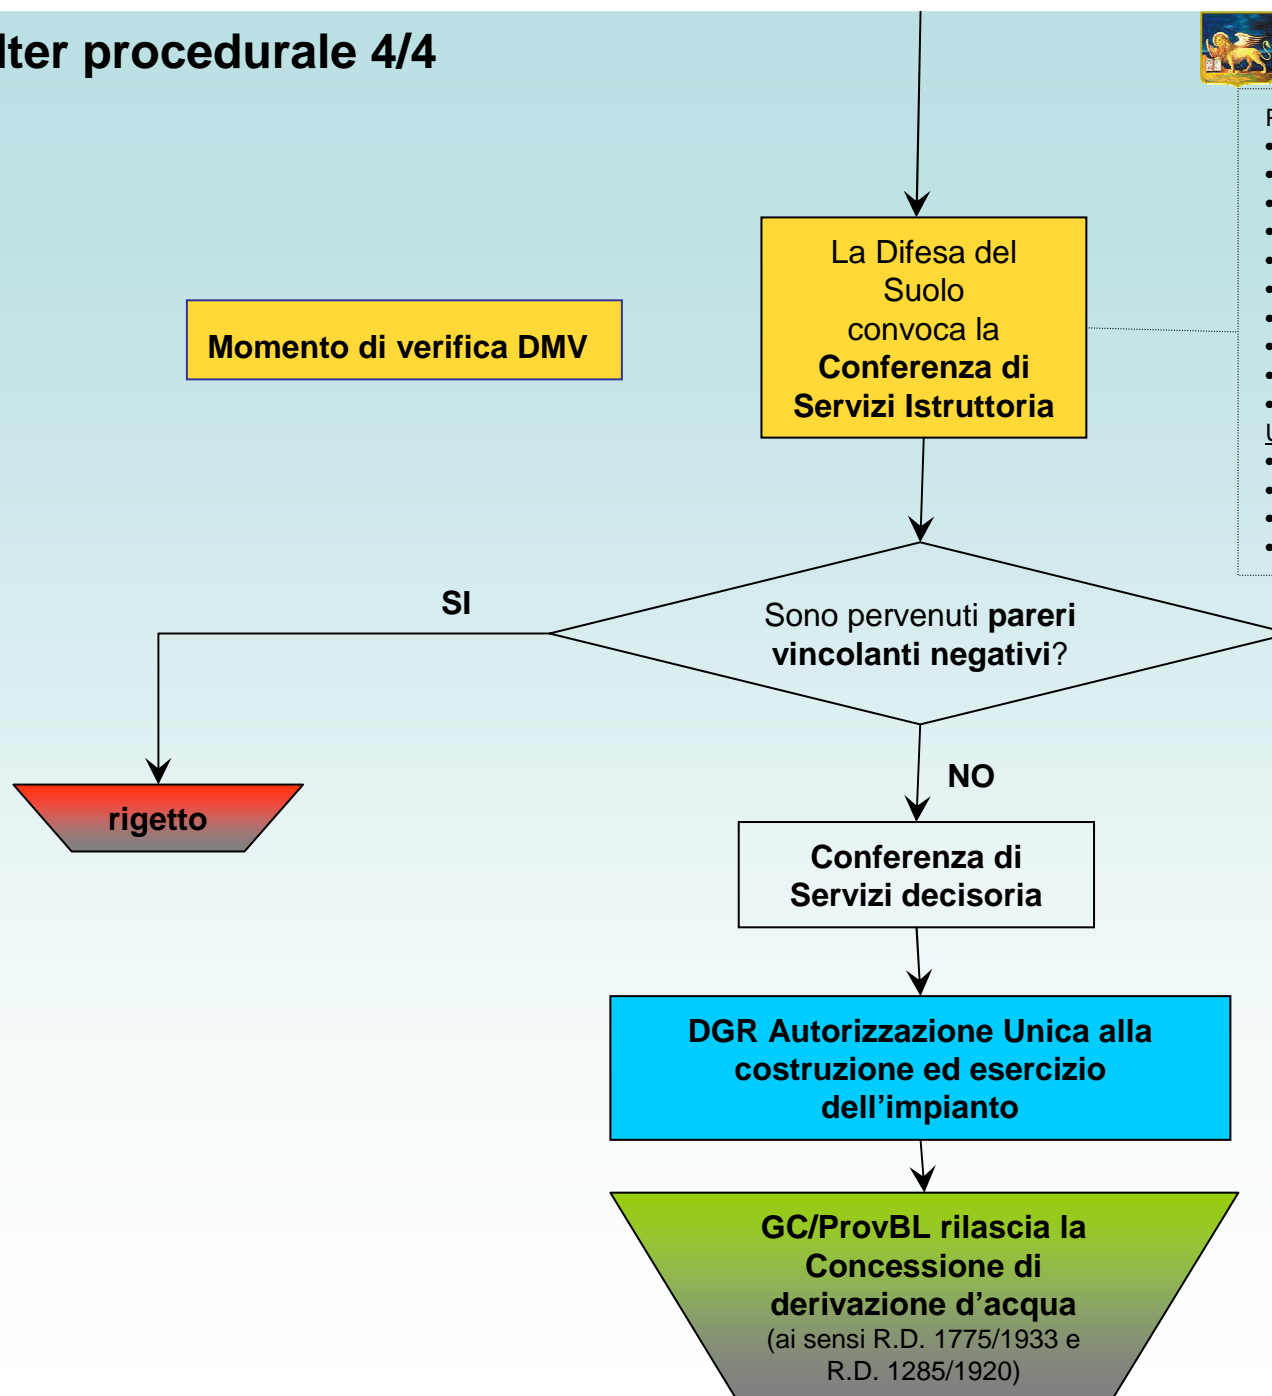 Iter procedurale 4/4
La Difesa del
Suolo
convoca la
Conferenza di
Servizi Istruttoria
Momento di verifica DMV
SI
Sono pervenuti pareri
vincolanti negativi?
rigetto
NO
Conferenza di
Servizi decisoria
DGR Autorizzazione Unica alla
costruzione ed esercizio
dell’impianto
GC/ProvBL rilascia la
Concessione di
derivazione d’acqua
(ai sensi R.D. 1775/1933 e
R.D. 1285/1920)